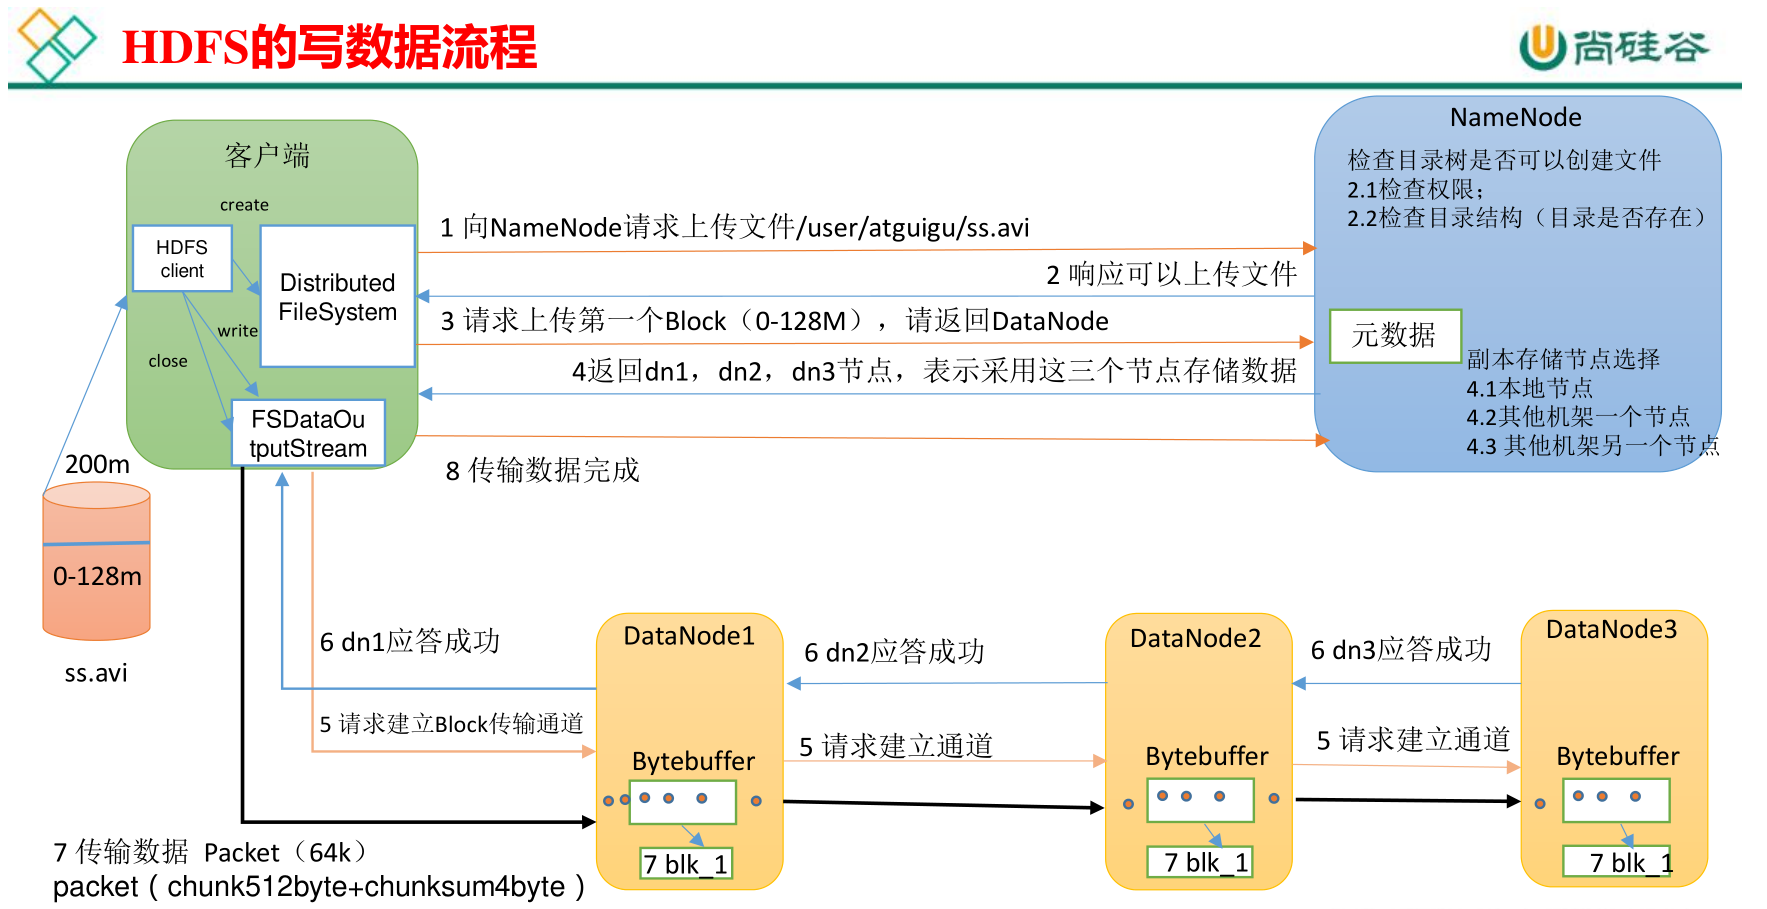 HDFS的写数据流程
尚硅谷
客户端
create
HDFS
client
Distributed
FileSystem
write
close
FSDataOu
tputStream
200m
0-128m
ss.avi
1 向NameNode请求上传文件/user/atguigu/ss.avi
2 响应可以上传文件
3 请求上传第一个Block（0-128M），请返回DataNode
4返回dn1，dn2，dn3节点，表示采用这三个节点存储数据
8 传输数据完成
NameNode
检查目录树是否可以创建文件
2.1检查权限；
2.2检查目录结构（目录是否存在）
元数据
副本存储节点选择
4.1本地节点
4.2其他机架一个节点
4.3 其他机架另一个节点
6 dn1应答成功
5 请求建立Block传输通道
DataNode1
Bytebuffer
7 blk_1
6 dn2应答成功
5 请求建立通道
DataNode2
Bytebuffer
7 blk_1
6 dn3应答成功
5 请求建立通道
DataNode3
Bytebuffer
7 blk_1
7 传输数据 Packet（64k）
packet ( chunk512byte+chunksum4byte )